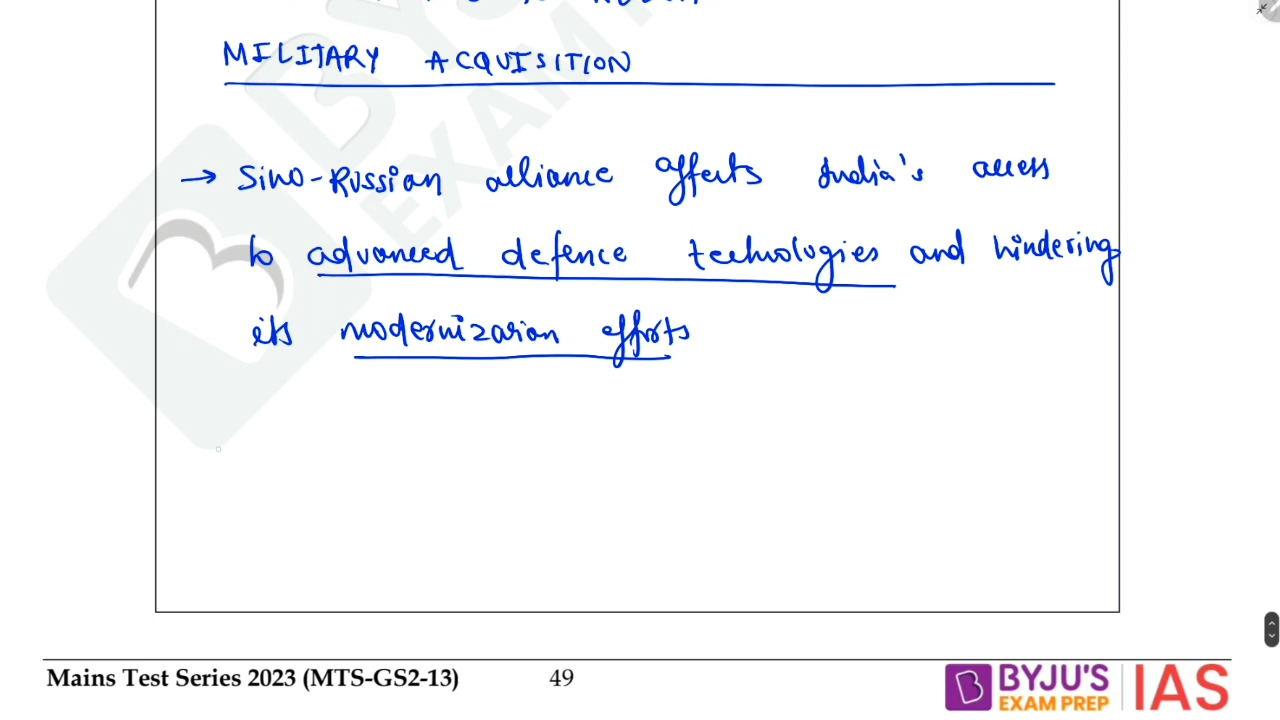 MILITARY ACQUISITION
→ Sino-Russian alliance affects India's access
to advanced defence technologies and hindering
its modernization efforts
Mains Test Series 2023 (MTS-GS2-13) 49
BYJU'S IAS
EXAM PREP